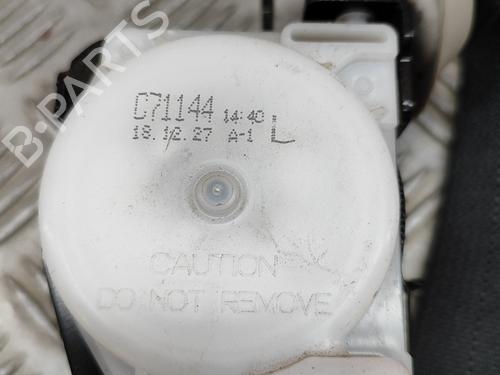 B-PARTS
C71144 14:40
18.12.27 A-1 L
CAUTION
DO NOT REMOVE